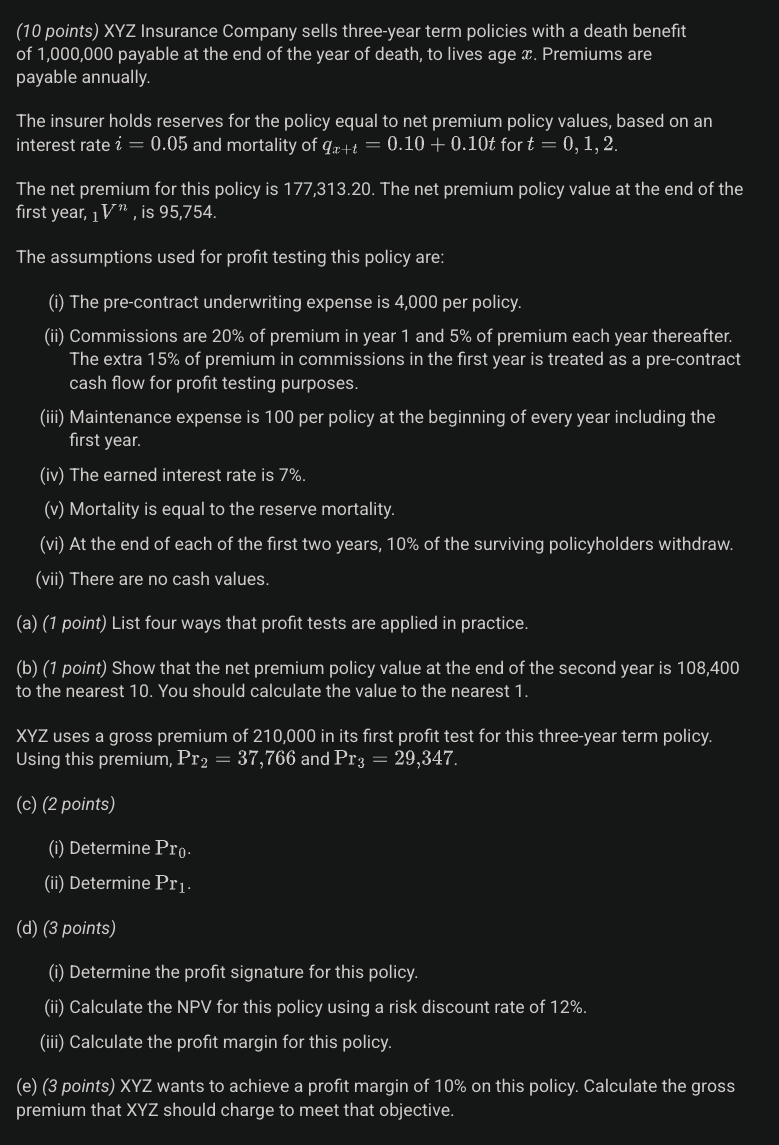 (10 points) XYZ Insurance Company sells three-year term policies with a death benefit
of 1,000,000 payable at the end of the year of death, to lives age x. Premiums are
payable annually.
The insurer holds reserves for the policy equal to net premium policy values, based on an
interest rate i = 0.05 and mortality of qₓ₊ₜ = 0.10 + 0.10t for t = 0, 1, 2.
The net premium for this policy is 177,313.20. The net premium policy value at the end of the
first year, ₁Vⁿ , is 95,754.
The assumptions used for profit testing this policy are:
(i) The pre-contract underwriting expense is 4,000 per policy.
(ii) Commissions are 20% of premium in year 1 and 5% of premium each year thereafter.
The extra 15% of premium in commissions in the first year is treated as a pre-contract
cash flow for profit testing purposes.
(iii) Maintenance expense is 100 per policy at the beginning of every year including the
first year.
(iv) The earned interest rate is 7%.
(v) Mortality is equal to the reserve mortality.
(vi) At the end of each of the first two years, 10% of the surviving policyholders withdraw.
(vii) There are no cash values.
(a) (1 point) List four ways that profit tests are applied in practice.
(b) (1 point) Show that the net premium policy value at the end of the second year is 108,400
to the nearest 10. You should calculate the value to the nearest 1.
XYZ uses a gross premium of 210,000 in its first profit test for this three-year term policy.
Using this premium, Pr₂ = 37,766 and Pr₃ = 29,347.
(c) (2 points)
(i) Determine Pr₀.
(ii) Determine Pr₁.
(d) (3 points)
(i) Determine the profit signature for this policy.
(ii) Calculate the NPV for this policy using a risk discount rate of 12%.
(iii) Calculate the profit margin for this policy.
(e) (3 points) XYZ wants to achieve a profit margin of 10% on this policy. Calculate the gross
premium that XYZ should charge to meet that objective.